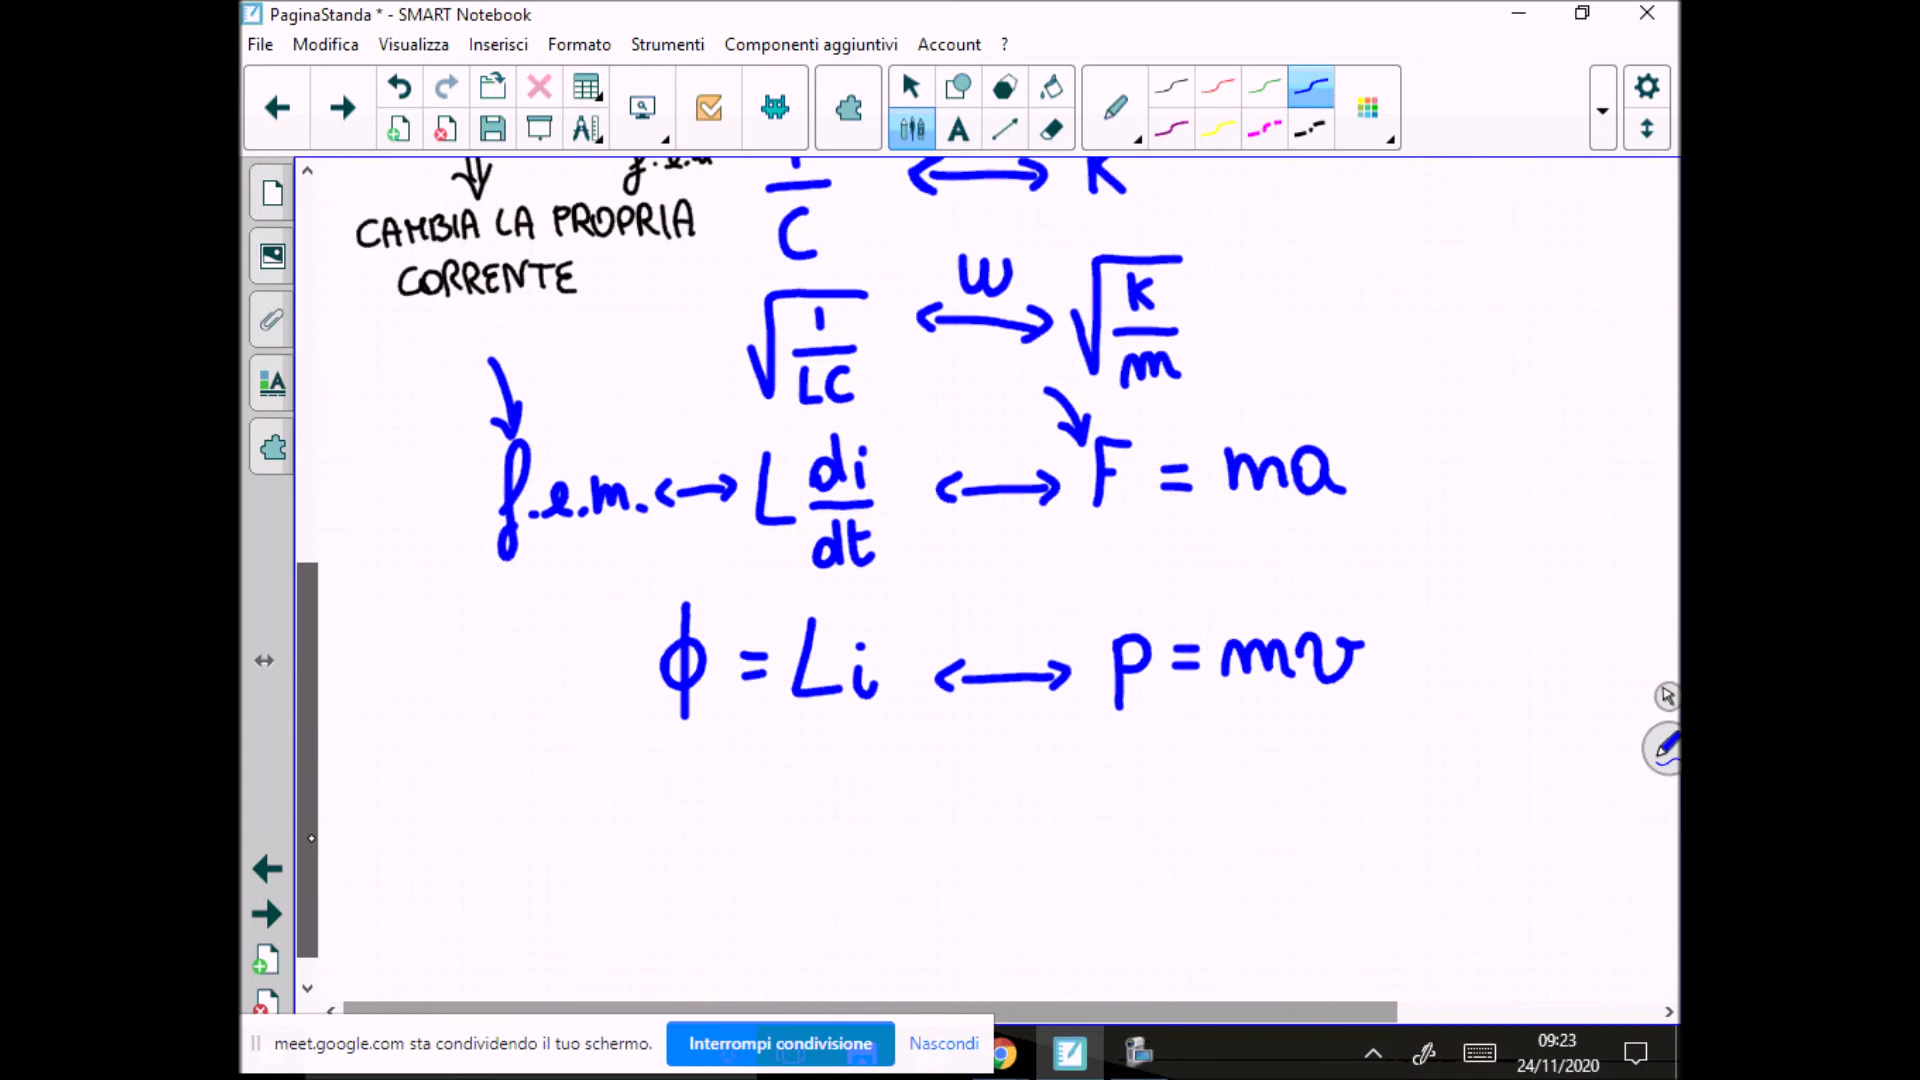 PaginaStanda * - SMART Notebook
File Modifica Visualizza Inserisci Formato Strumenti Componenti aggiuntivi Account ?
f.e.m
1/C ⟷ K
CAMBIA LA PROPRIA
CORRENTE
√(1/LC) ⟷ ω √(k/m)
f.e.m. ⟷ L di/dt ⟷ F = ma
ϕ = Li ⟷ p = mv
meet.google.com sta condividendo il tuo schermo. Interrompi condivisione Nascondi
09:23
24/11/2020